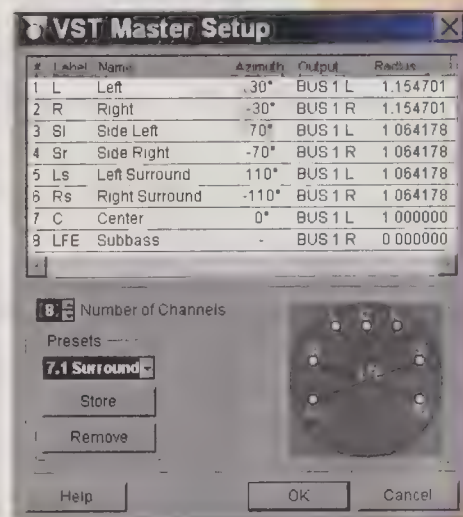 VST Master Setup
# Label Name Azimuth Output Radius
1 L Left 30° BUS 1 L 1.154701
2 R Right -30° BUS 1 R 1.154701
3 Sl Side Left 70° BUS 1 L 1 064178
4 Sr Side Right -70° BUS 1 R 1 064178
5 Ls Left Surround 110° BUS 1 L 1 064178
6 Rs Right Surround -110° BUS 1 R 1 064178
7 C Center 0° BUS 1 L 1 000000
8 LFE Subbass - BUS 1 R 0 000000
8 Number of Channels
Presets
7.1 Surround
Store
Remove
Help OK Cancel